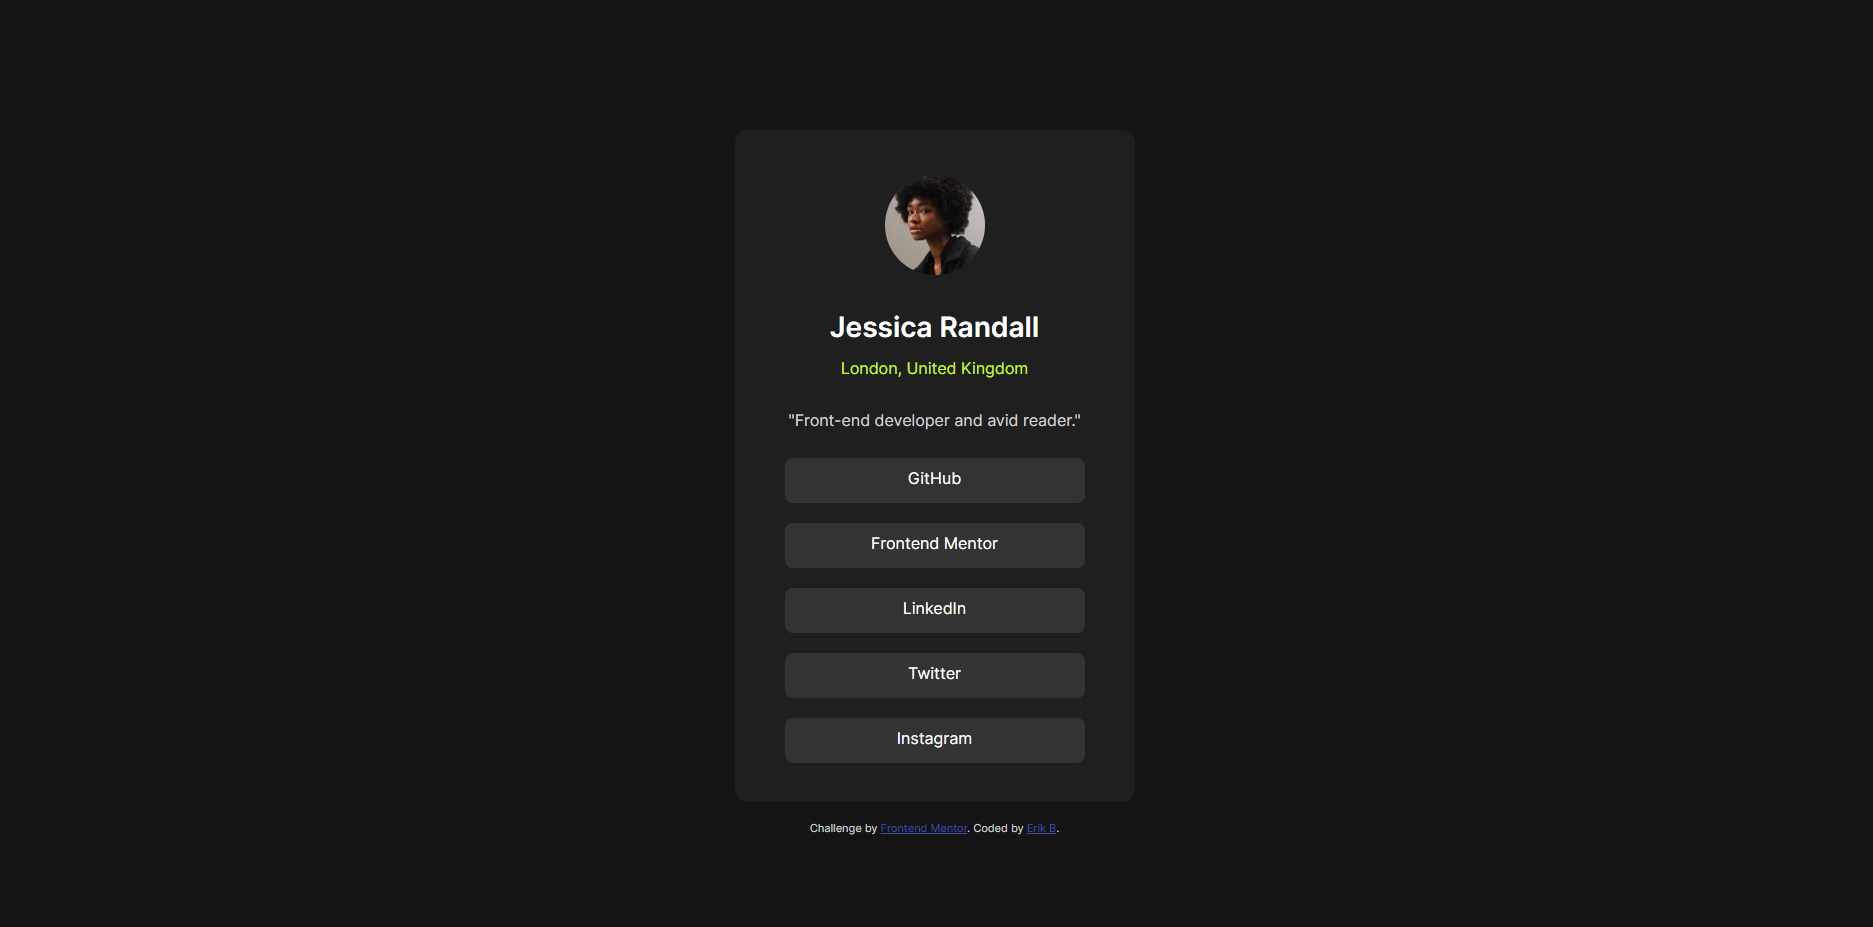 Jessica Randall
London, United Kingdom
"Front-end developer and avid reader."
GitHub
Frontend Mentor
LinkedIn
Twitter
Instagram
Challenge by Frontend Mentor. Coded by Erik B.